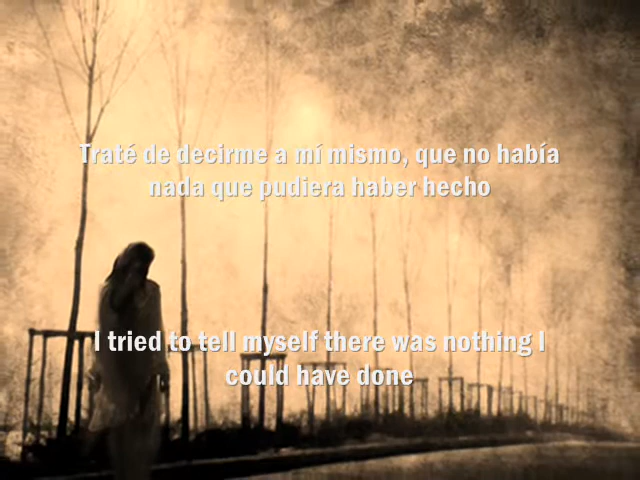 Traté de decirme a mí mismo, que no había
nada que pudiera haber hecho
I tried to tell myself there was nothing I
could have done